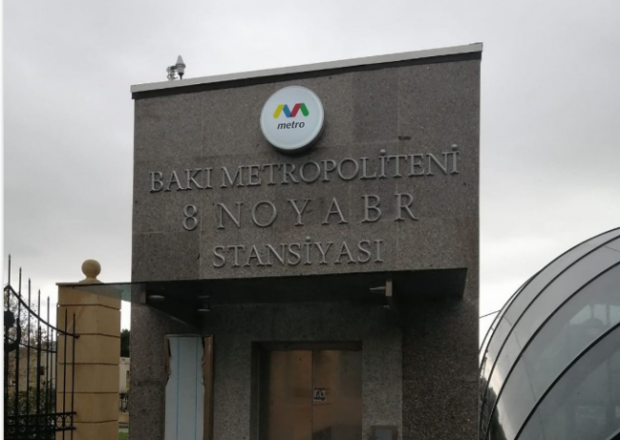 metro
BAKI METROPOLİTENİ
8 NOYABR
STANSİYASI